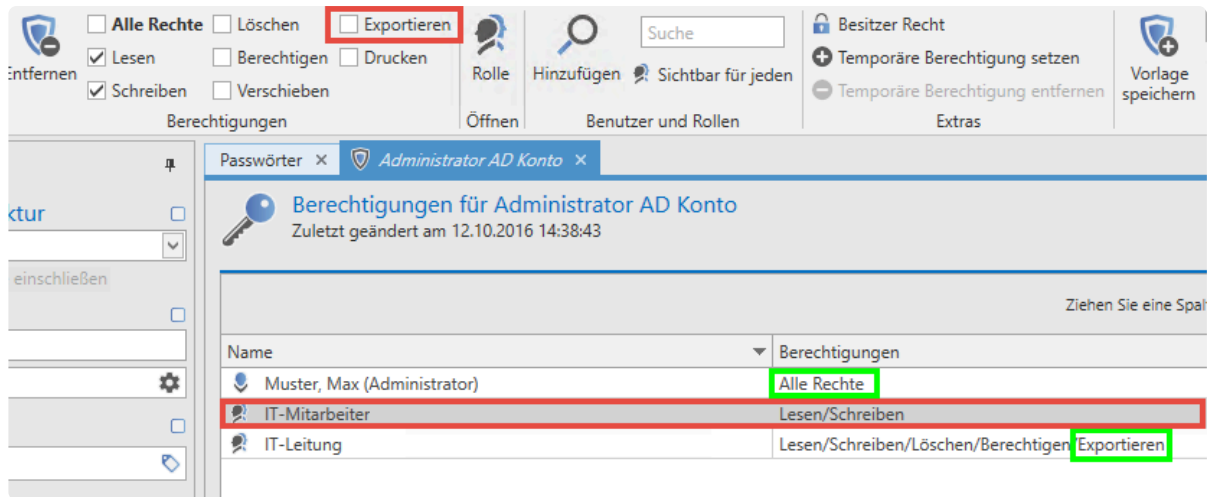 Alle Rechte Löschen Exportieren
Lesen Berechtigen Drucken
Schreiben Verschieben
Entfernen
Berechtigungen
Rolle
Öffnen
Hinzufügen
Suche
Sichtbar für jeden
Benutzer und Rollen
Besitzer Recht
Temporäre Berechtigung setzen
Temporäre Berechtigung entfernen
Extras
Vorlage
speichern
Passwörter × Administrator AD Konto ×
ktur
einschließen
Berechtigungen für Administrator AD Konto
Zuletzt geändert am 12.10.2016 14:38:43
Ziehen Sie eine Spal
Name Berechtigungen
Muster, Max (Administrator) Alle Rechte
IT-Mitarbeiter Lesen/Schreiben
IT-Leitung Lesen/Schreiben/Löschen/Berechtigen/Exportieren